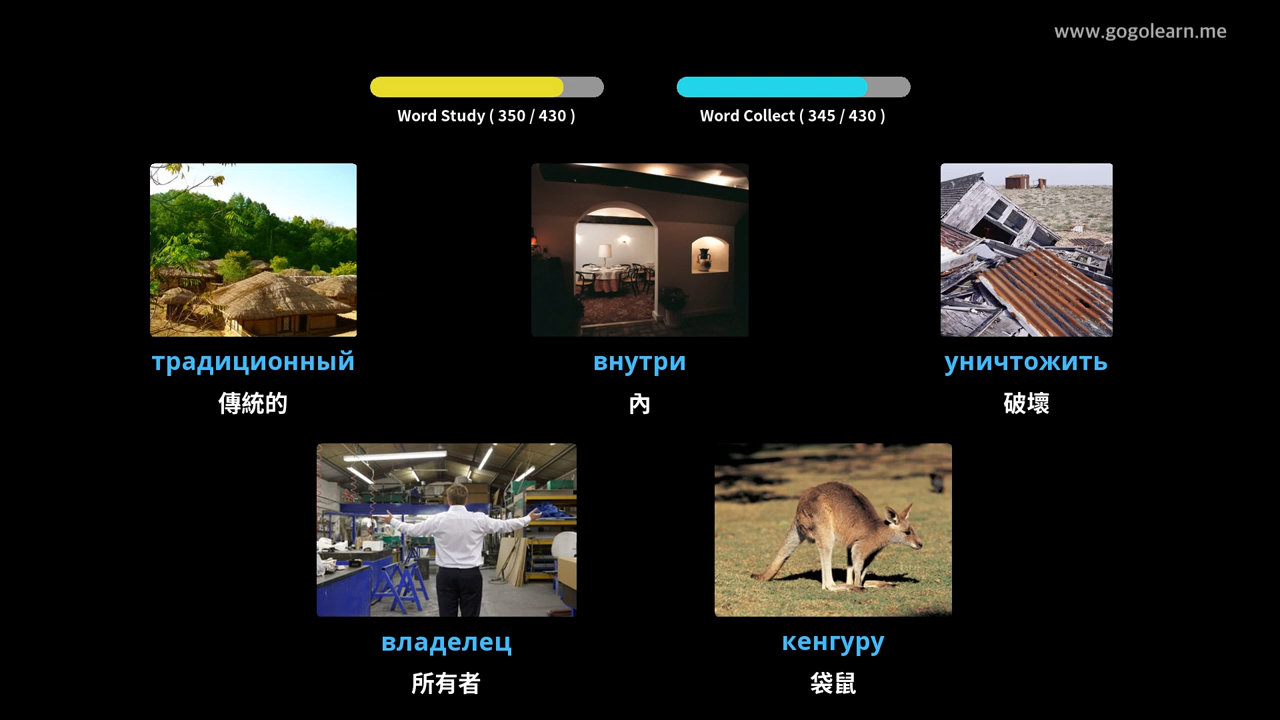 www.gogolearn.me
Word Study ( 350 / 430 )
Word Collect ( 345 / 430 )
традиционный
傳統的
внутри
內
уничтожить
破壞
владелец
所有者
кенгуру
袋鼠